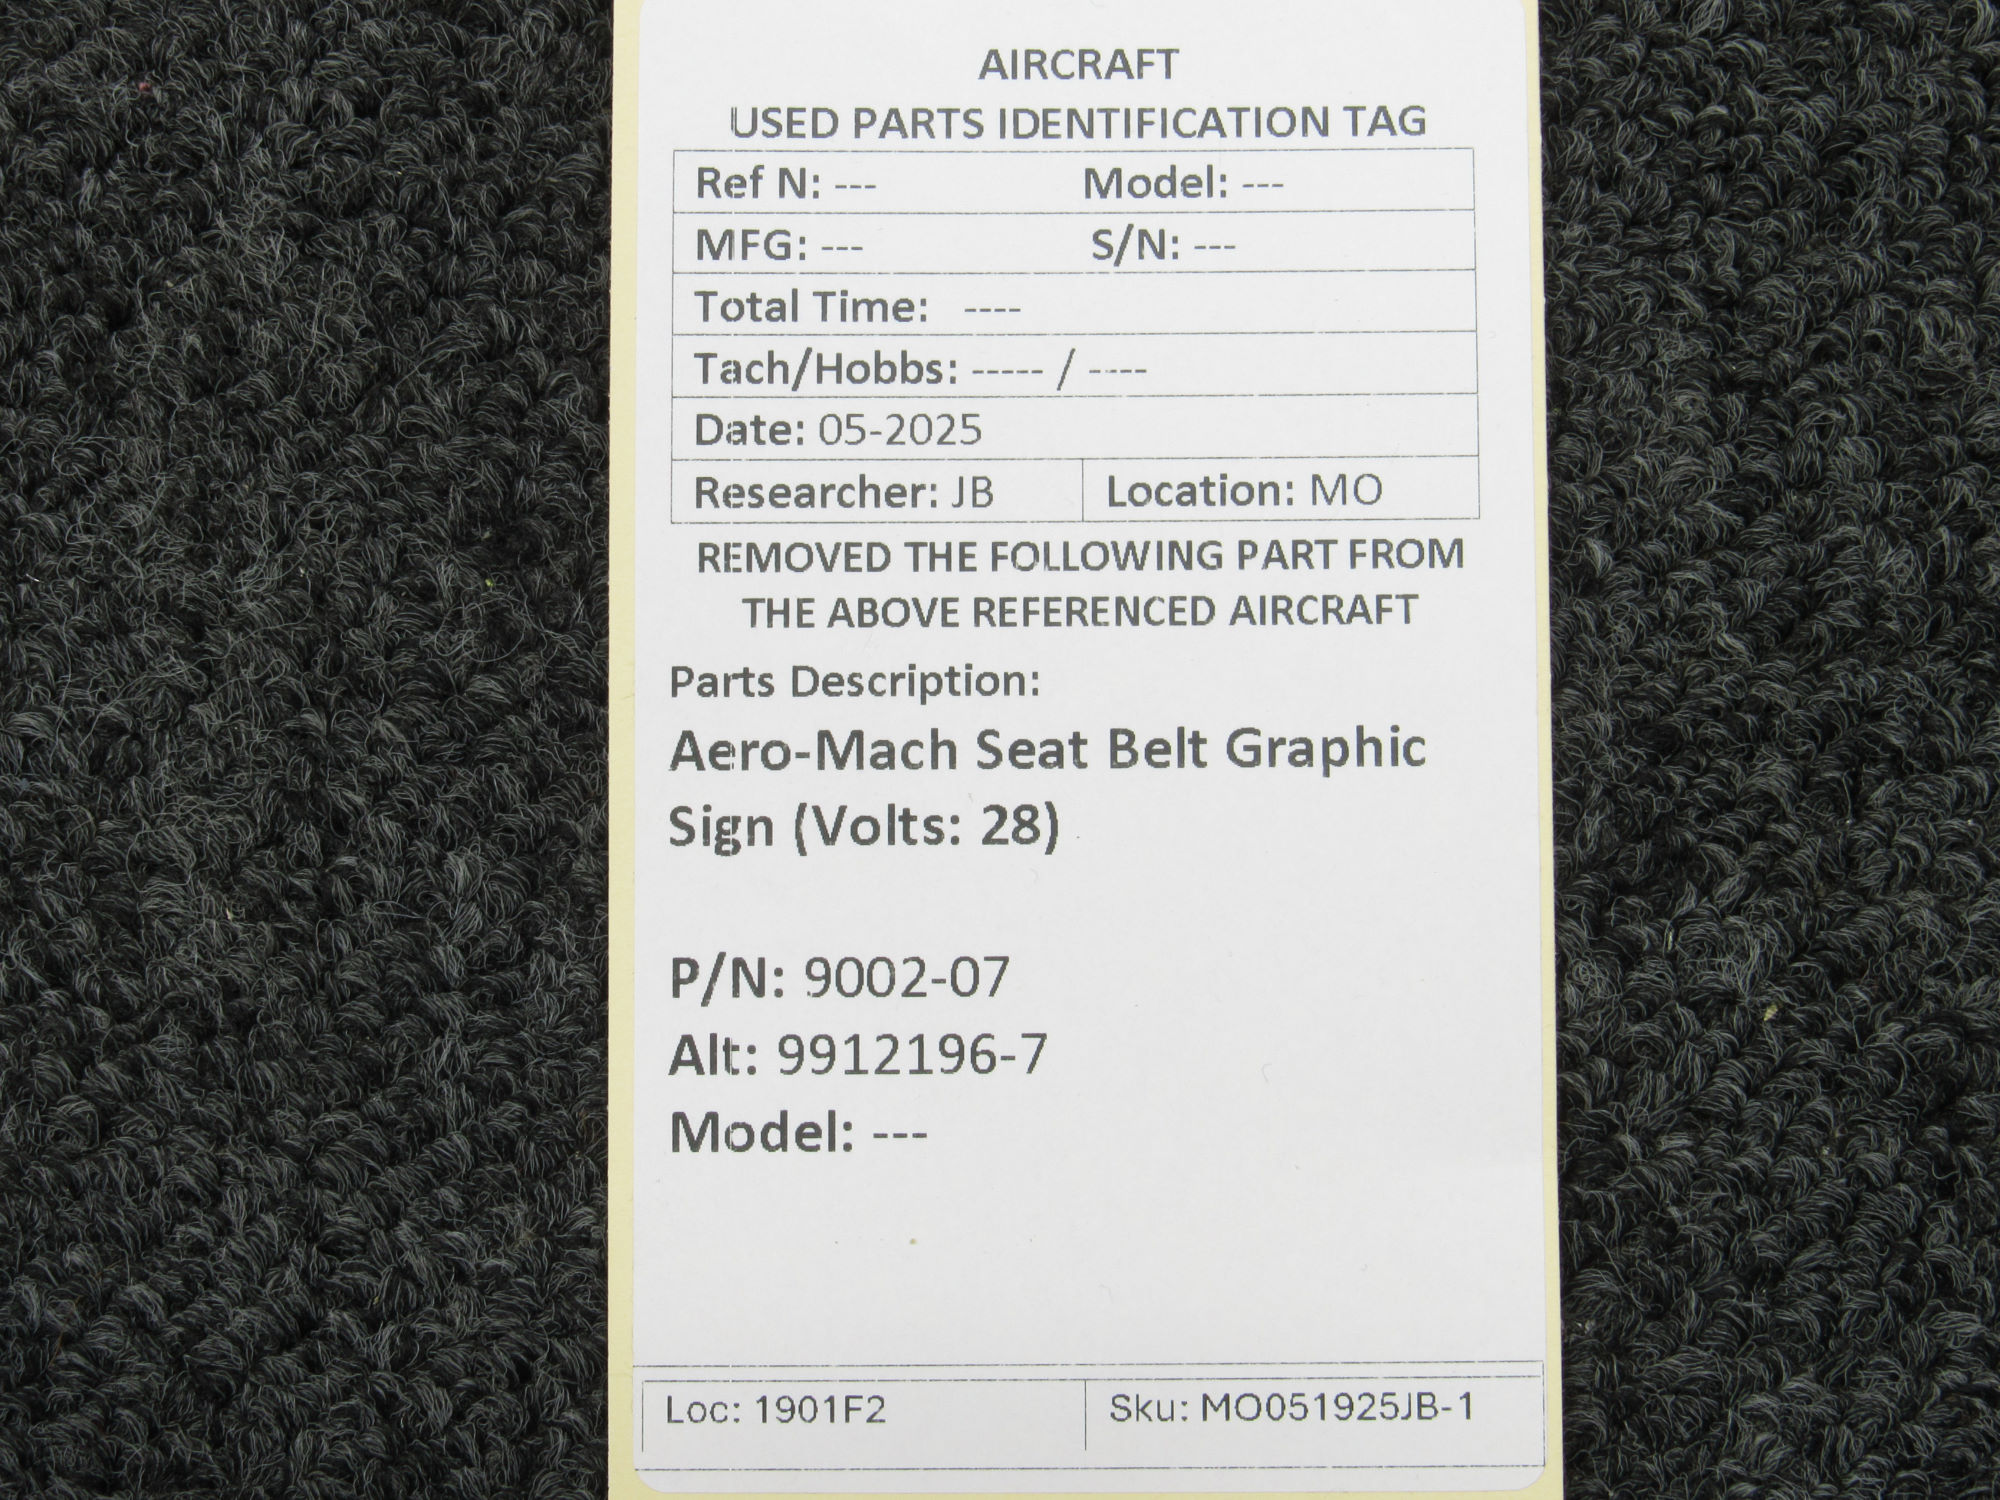 AIRCRAFT
USED PARTS IDENTIFICATION TAG
Ref N: --- Model: ---
MFG: --- S/N: ---
Total Time: ----
Tach/Hobbs: ----- / ----
Date: 05-2025
Researcher: JB Location: MO
REMOVED THE FOLLOWING PART FROM
THE ABOVE REFERENCED AIRCRAFT
Parts Description:
Aero-Mach Seat Belt Graphic
Sign (Volts: 28)
P/N: 9002-07
Alt: 9912196-7
Model: ---
Loc: 1901F2 Sku: MO051925JB-1